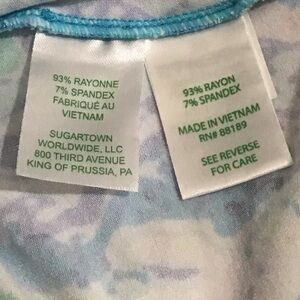 93% RAYONNE
7% SPANDEX
FABRIQUÉ AU
VIETNAM
SUGARTOWN
WORLDWIDE, LLC
800 THIRD AVENUE
KING OF PRUSSIA, PA
93% RAYON
7% SPANDEX
MADE IN VIETNAM
RN# 88189
SEE REVERSE
FOR CARE